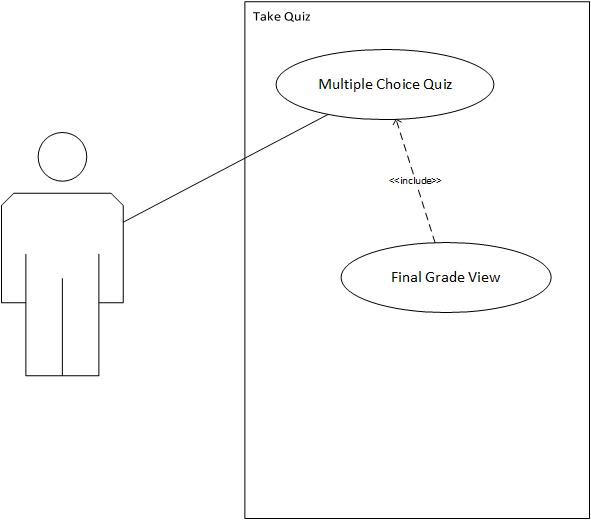 Take Quiz
Multiple Choice Quiz
<<include>>
Final Grade View